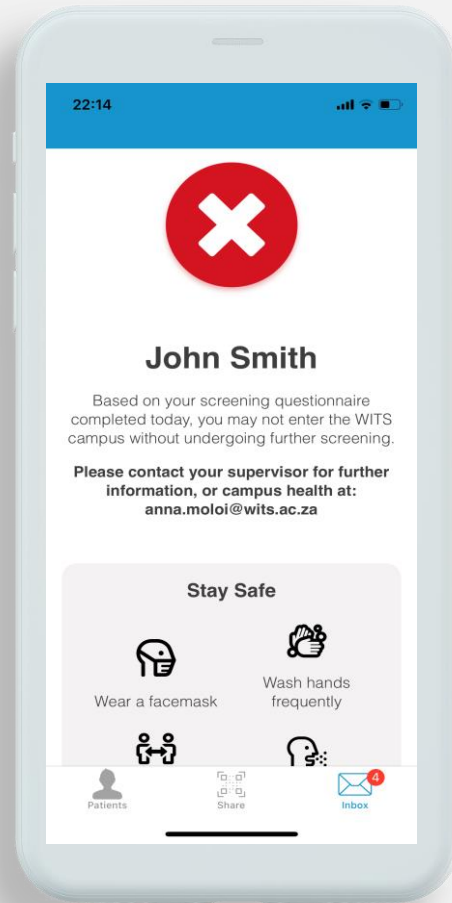 22:14
John Smith
Based on your screening questionnaire
completed today, you may not enter the WITS
campus without undergoing further screening.
Please contact your supervisor for further
information, or campus health at:
anna.moloi@wits.ac.za
Stay Safe
Wear a facemask
Wash hands
frequently
4
Patients
Share
Inbox